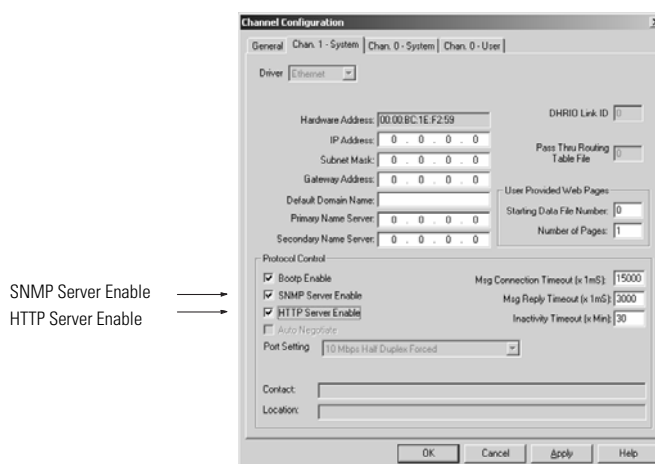 Channel Configuration
General Chan. 1 - System Chan. 0 - System Chan. 0 - User
Driver Ethernet
Hardware Address: 00:00:BC:1E:F2:59
DHRIO Link ID 0
IP Address: 0 . 0 . 0 . 0
Subnet Mask: 0 . 0 . 0 . 0
Pass Thru Routing Table File 0
Gateway Address: 0 . 0 . 0 . 0
User Provided Web Pages
Default Domain Name:
Starting Data File Number: 0
Primary Name Server: 0 . 0 . 0 . 0
Number of Pages: 1
Secondary Name Server: 0 . 0 . 0 . 0
Protocol Control
Bootp Enable
Msg Connection Timeout (x 1mS): 15000
SNMP Server Enable
SNMP Server Enable
Msg Reply Timeout (x 1mS): 3000
HTTP Server Enable
HTTP Server Enable
Inactivity Timeout (x Min): 30
Auto Negotiate
Port Setting 10 Mbps Half Duplex Forced
Contact:
Location:
OK Cancel Apply Help